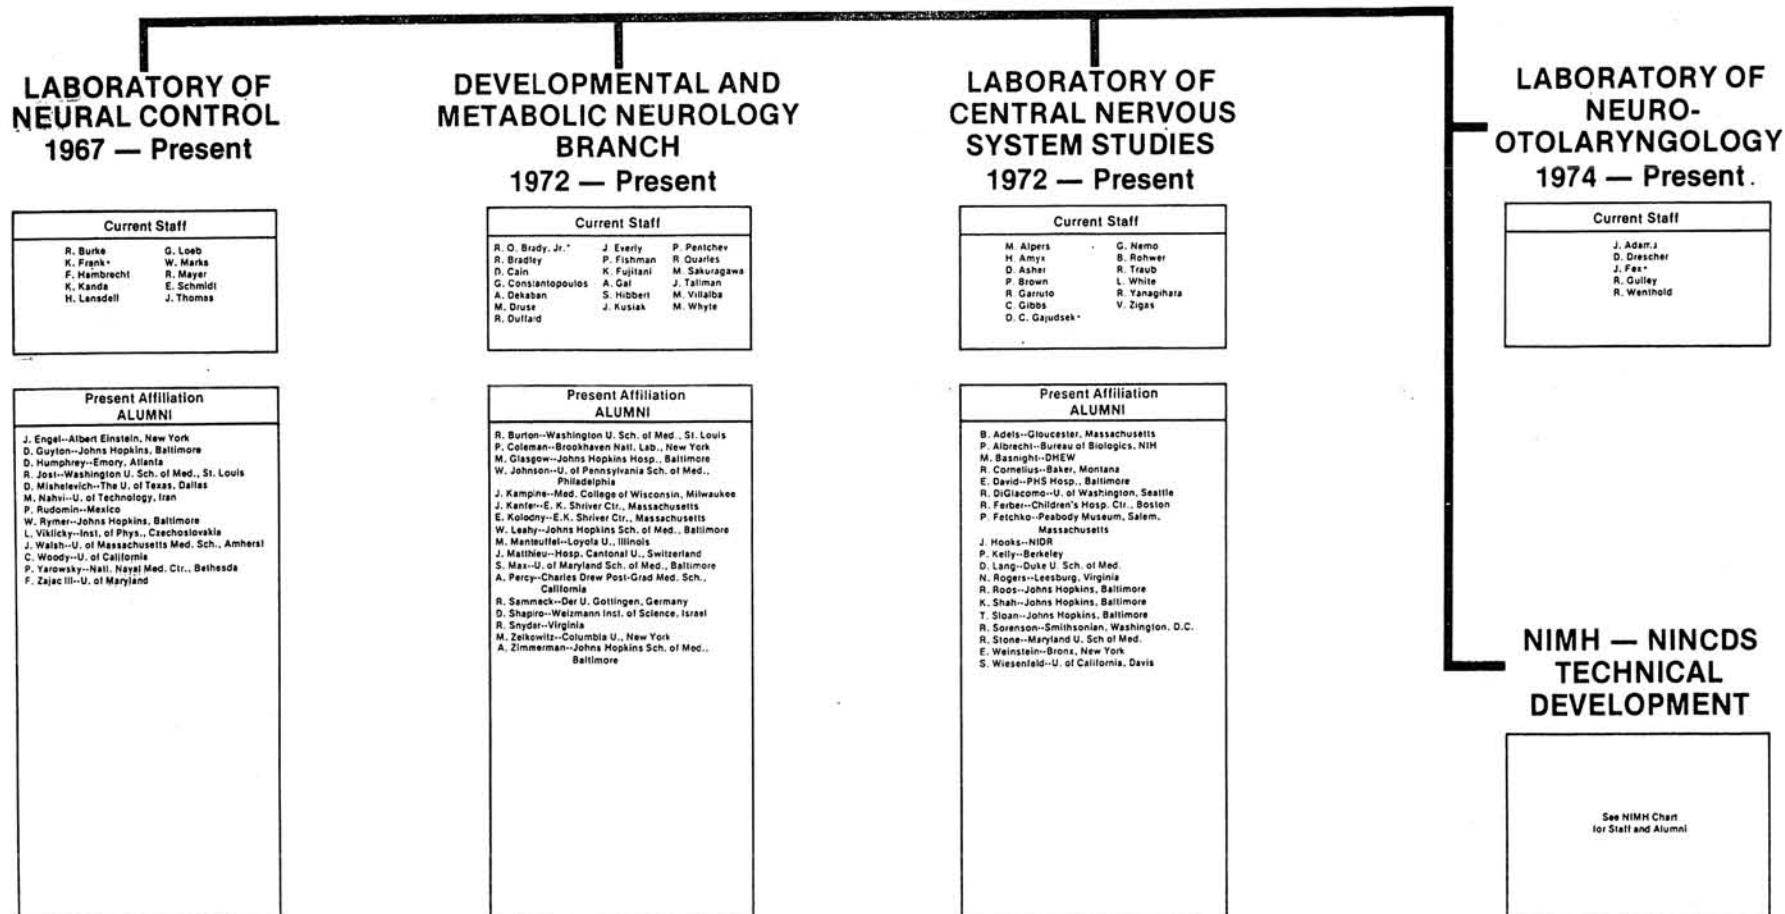 LABORATORY OF
NEURAL CONTROL
1967 — Present
Current Staff
R. Burke
K. Frank*
F. Hambrecht
K. Kanda
H. Lansdell
G. Loeb
W. Marks
R. Mayer
E. Schmidt
J. Thomas
Present Affiliation
ALUMNI
J. Engel--Albert Einstein, New York
D. Guyton--Johns Hopkins, Baltimore
D. Humphrey--Emory, Atlanta
R. Jost--Washington U. Sch. of Med., St. Louis
D. Mishelevich--The U. of Texas, Dallas
M. Nahvi--U. of Technology, Iran
P. Rudomin--Mexico
W. Rymer--Johns Hopkins, Baltimore
L. Viklicky--Inst. of Phys., Czechoslovakia
J. Walsh--U. of Massachusetts Med. Sch., Amherst
C. Woody--U. of California
P. Yarowsky--Natl. Naval Med. Ctr., Bethesda
F. Zajac III--U. of Maryland
DEVELOPMENTAL AND
METABOLIC NEUROLOGY
BRANCH
1972 — Present
Current Staff
R. O. Brady, Jr.*
R. Bradley
D. Cain
G. Constantopoulos
A. Dekaban
M. Druse
R. Duffard
J. Everly
P. Fishman
K. Fujitani
A. Gal
S. Hibbert
J. Kusiak
P. Pentchev
R. Quarles
M. Sakuragawa
J. Tallman
M. Villalba
M. Whyte
Present Affiliation
ALUMNI
R. Burton--Washington U. Sch. of Med., St. Louis
P. Coleman--Brookhaven Natl. Lab., New York
M. Glasgow--Johns Hopkins Hosp., Baltimore
W. Johnson--U. of Pennsylvania Sch. of Med.,
Philadelphia
J. Kampine--Med. College of Wisconsin, Milwaukee
J. Kanfer--E. K. Shriver Ctr., Massachusetts
E. Kolodny--E.K. Shriver Ctr., Massachusetts
W. Leahy--Johns Hopkins Sch. of Med., Baltimore
M. Manteuffel--Loyola U., Illinois
J. Matthieu--Hosp. Cantonal U., Switzerland
S. Max--U. of Maryland Sch. of Med., Baltimore
A. Percy--Charles Drew Post-Grad Med. Sch.,
California
R. Sammeck--Der U. Gottingen, Germany
D. Shapiro--Weizmann Inst. of Science, Israel
R. Snyder--Virginia
M. Zelkowitz--Columbia U., New York
A. Zimmerman--Johns Hopkins Sch. of Med.,
Baltimore
LABORATORY OF
CENTRAL NERVOUS
SYSTEM STUDIES
1972 — Present
Current Staff
M. Alpers
H. Amyx
D. Asher
P. Brown
R. Garruto
C. Gibbs
D. C. Gajudsek*
G. Nemo
B. Rohwer
R. Traub
L. White
R. Yanagihara
V. Zigas
Present Affiliation
ALUMNI
B. Adels--Gloucester, Massachusetts
P. Albrecht--Bureau of Biologics, NIH
M. Basnight--DHEW
R. Cornelius--Baker, Montana
E. David--PHS Hosp., Baltimore
R. DiGiacomo--U. of Washington, Seattle
R. Ferber--Children's Hosp. Ctr., Boston
P. Fetchko--Peabody Museum, Salem,
Massachusetts
J. Hooks--NIDR
P. Kelly--Berkeley
D. Lang--Duke U. Sch. of Med.
N. Rogers--Leesburg, Virginia
R. Roos--Johns Hopkins, Baltimore
K. Shah--Johns Hopkins, Baltimore
T. Sloan--Johns Hopkins, Baltimore
R. Sorenson--Smithsonian, Washington, D.C.
R. Stone--Maryland U. Sch of Med.
E. Weinstein--Bronx, New York
S. Wiesenfeld--U. of California, Davis
LABORATORY OF
NEURO-
OTOLARYNGOLOGY
1974 — Present.
Current Staff
J. Adams
D. Drescher
J. Fex*
R. Gulley
R. Wenthold
NIMH — NINCDS
TECHNICAL
DEVELOPMENT
See NIMH Chart
for Staff and Alumni